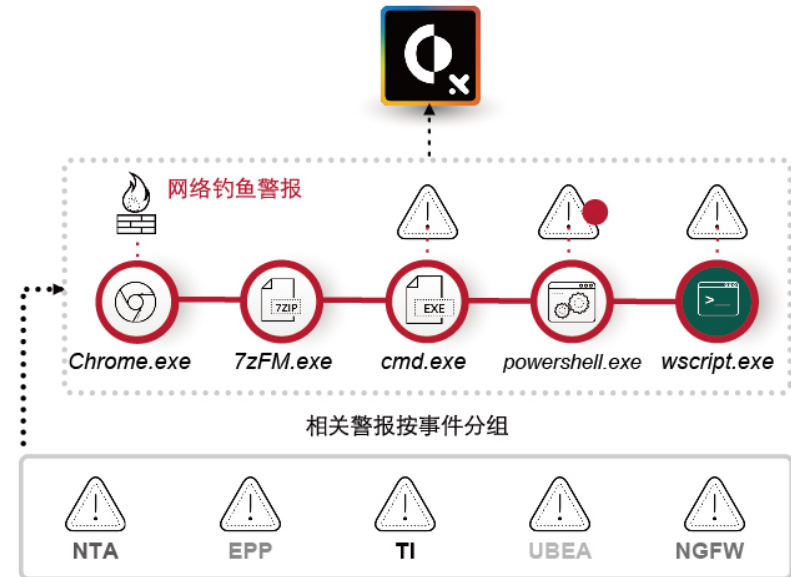 网络钓鱼警报
7ZIP
EXE
>_
Chrome.exe
7zFM.exe
cmd.exe
powershell.exe
wscript.exe
相关警报按事件分组
NTA
EPP
TI
UBEA
NGFW